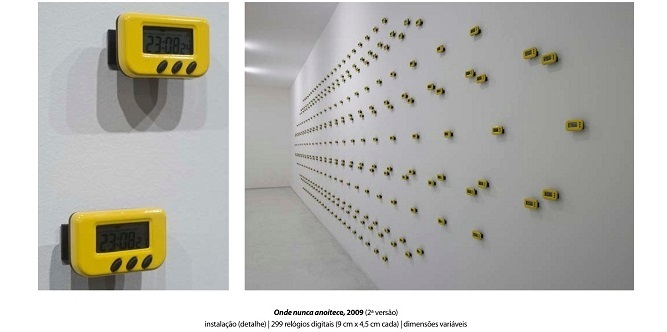 23:08
23:08
Onde nunca anoitece, 2009 (2ª versão)
instalação (detalhe) | 299 relógios digitais (9 cm x 4,5 cm cada) | dimensões variáveis